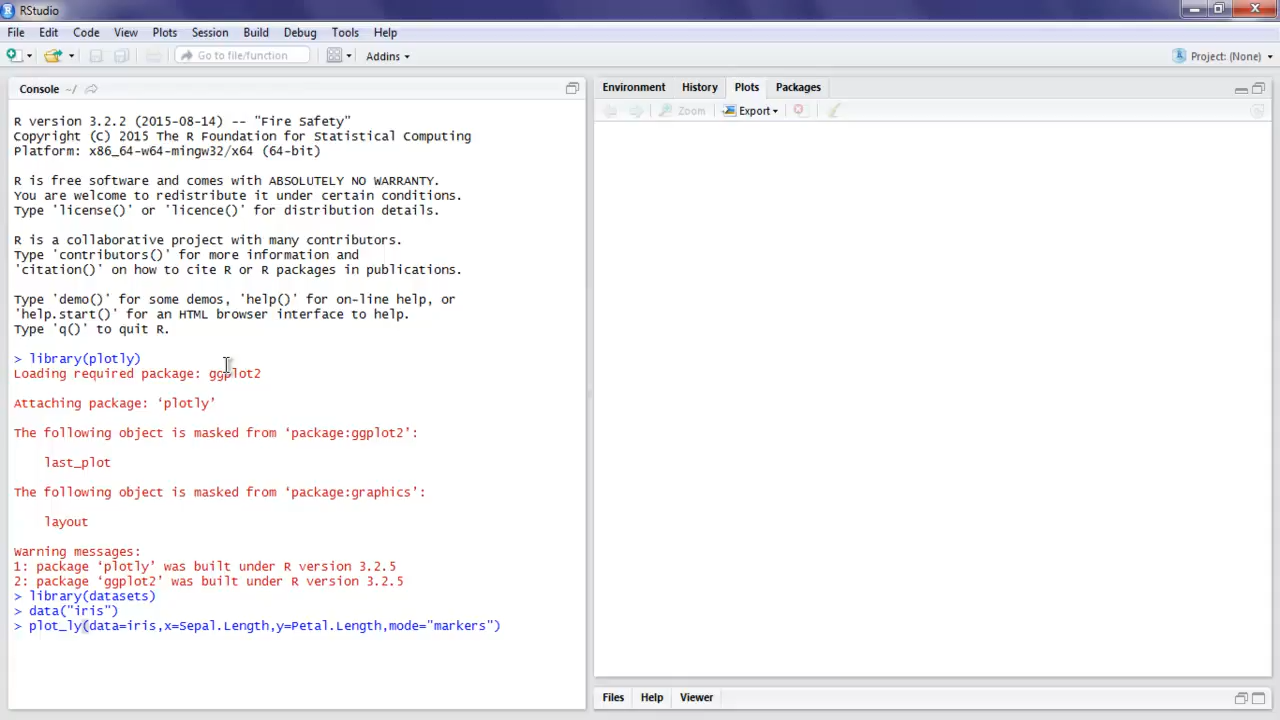 RStudio
File Edit Code View Plots Session Build Debug Tools Help
Go to file/function Addins Project: (None)
Console ~/
R version 3.2.2 (2015-08-14) -- "Fire Safety"
Copyright (C) 2015 The R Foundation for Statistical Computing
Platform: x86_64-w64-mingw32/x64 (64-bit)
R is free software and comes with ABSOLUTELY NO WARRANTY.
You are welcome to redistribute it under certain conditions.
Type 'license()' or 'licence()' for distribution details.
R is a collaborative project with many contributors.
Type 'contributors()' for more information and
'citation()' on how to cite R or R packages in publications.
Type 'demo()' for some demos, 'help()' for on-line help, or
'help.start()' for an HTML browser interface to help.
Type 'q()' to quit R.
> library(plotly)
Loading required package: ggplot2
Attaching package: ‘plotly’
The following object is masked from ‘package:ggplot2’:
last_plot
The following object is masked from ‘package:graphics’:
layout
Warning messages:
1: package ‘plotly’ was built under R version 3.2.5
2: package ‘ggplot2’ was built under R version 3.2.5
> library(datasets)
> data("iris")
> plot_ly(data=iris,x=Sepal.Length,y=Petal.Length,mode="markers")
Environment History Plots Packages
Zoom Export
Files Help Viewer